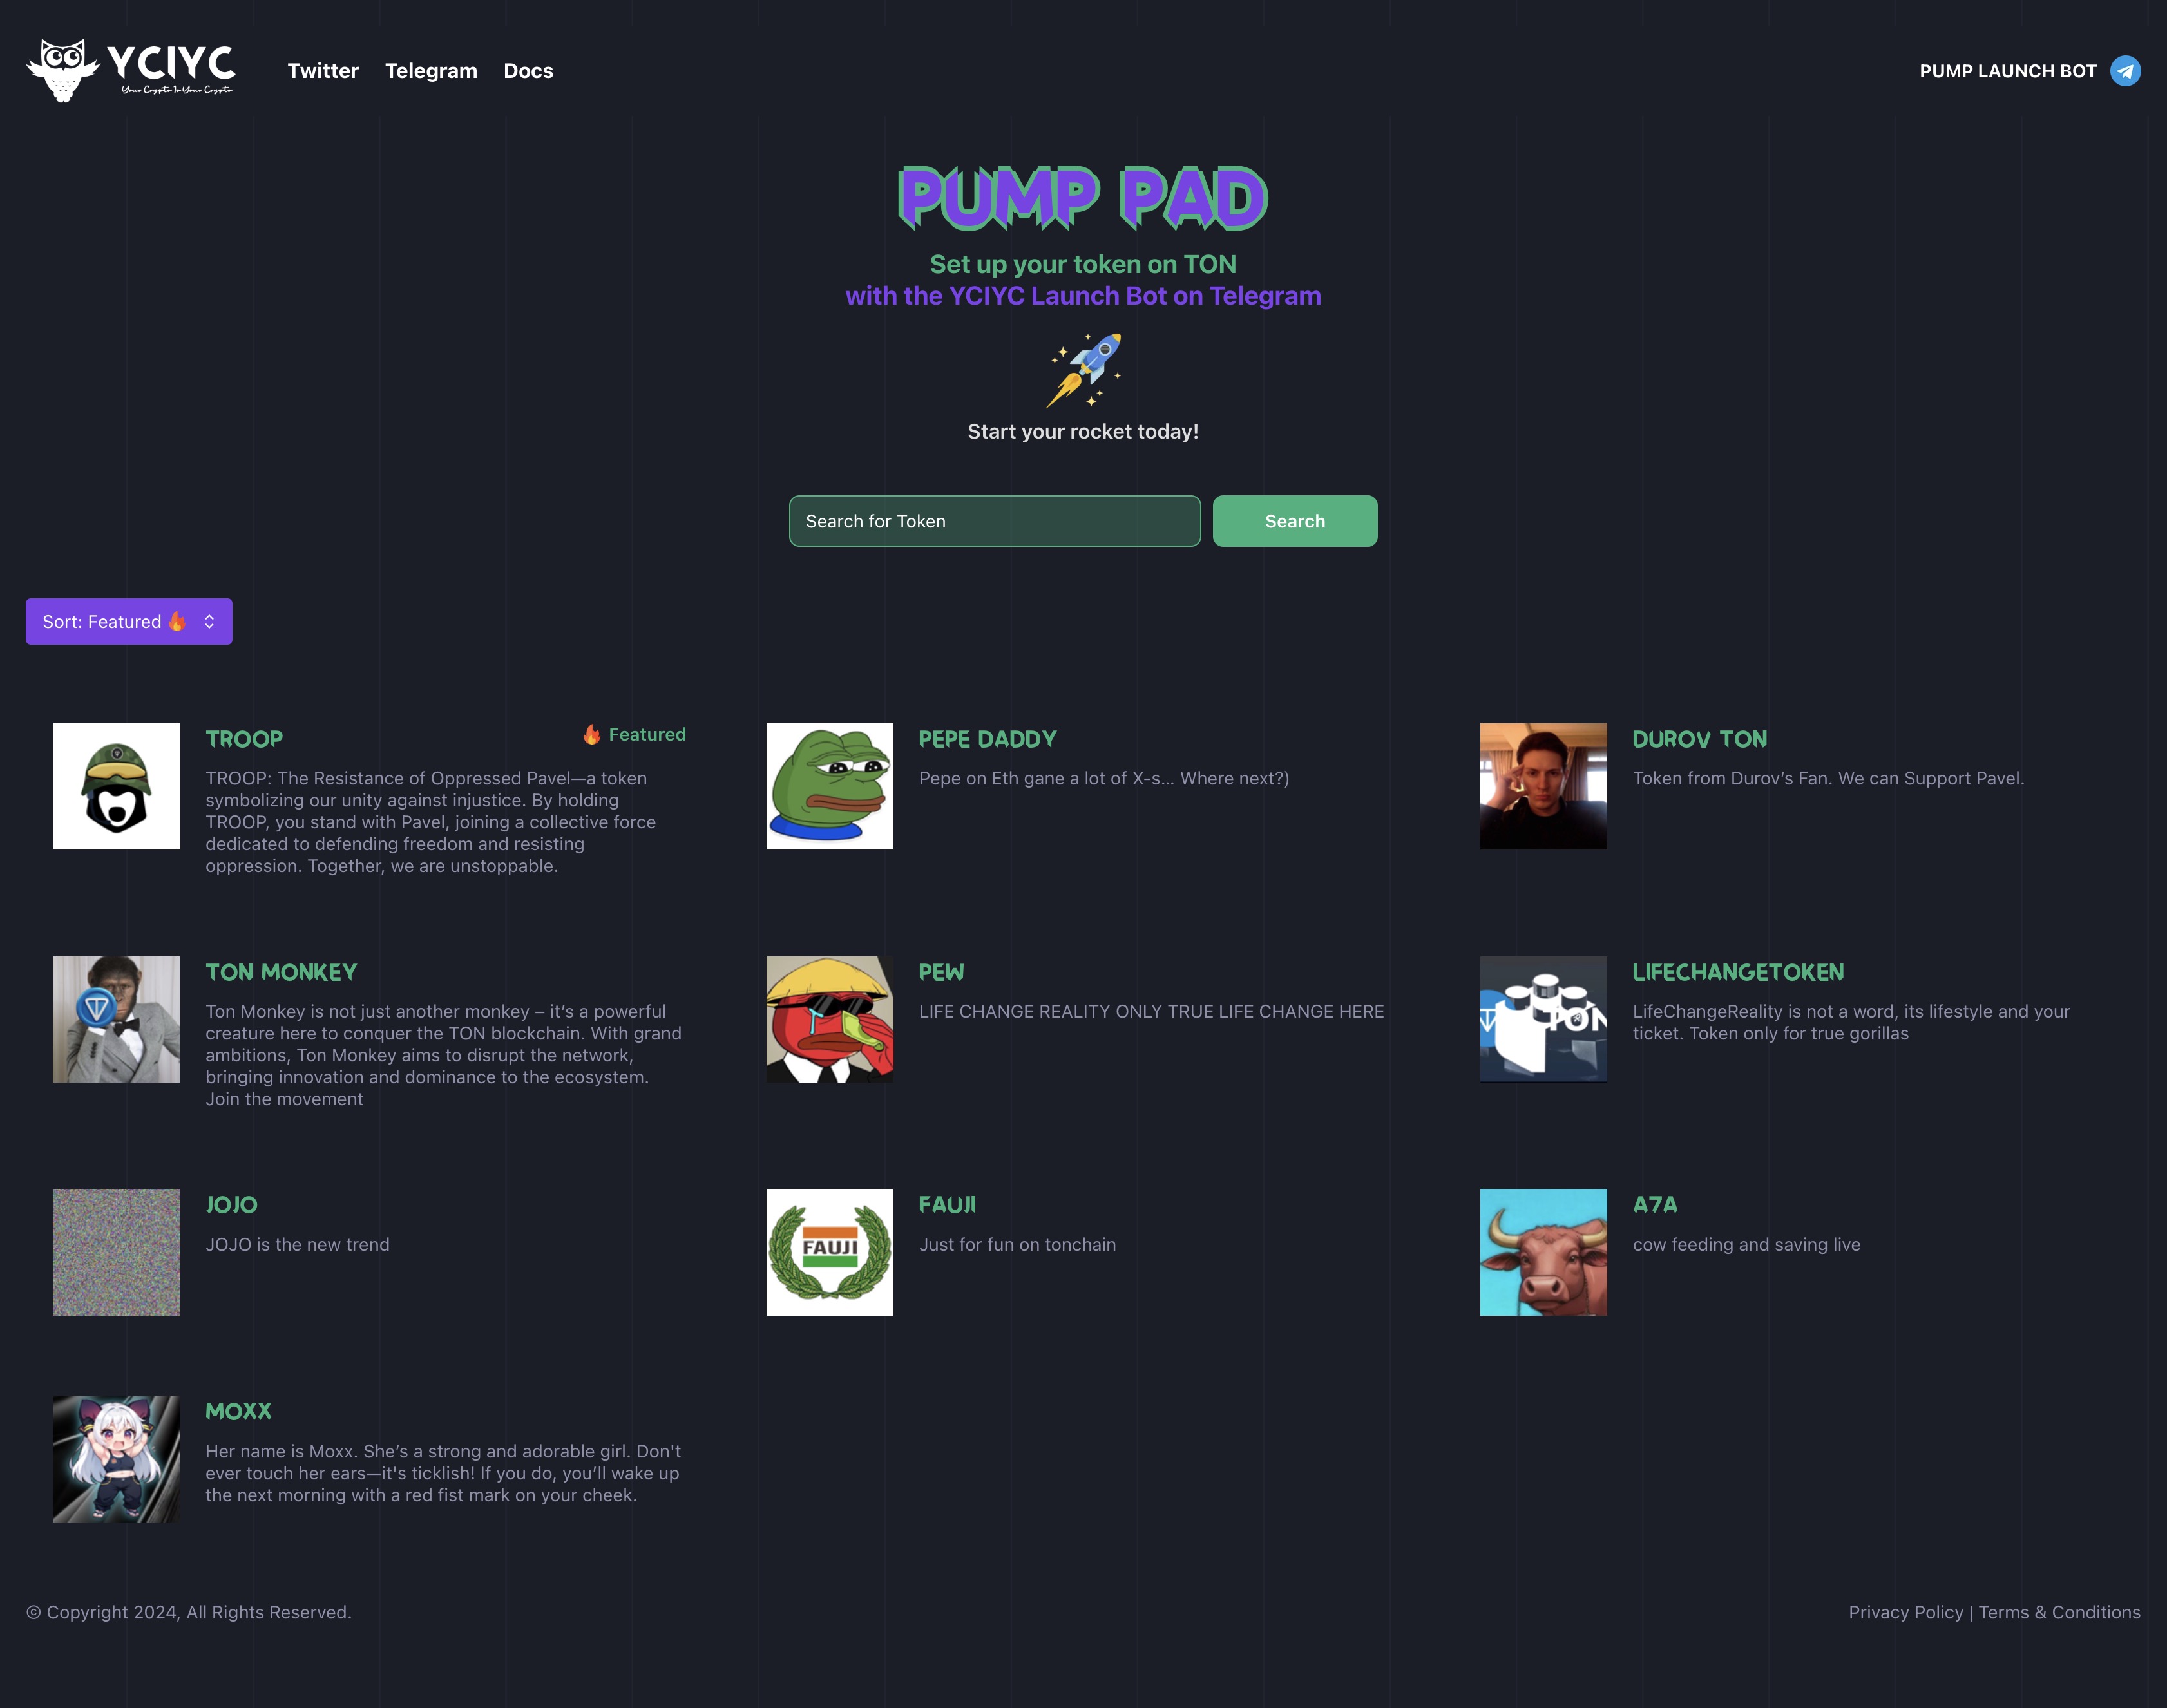 YCIYC
Your Crypto Is Your Crypto
Twitter
Telegram
Docs
PUMP LAUNCH BOT
PUMP PAD
Set up your token on TON
with the YCIYC Launch Bot on Telegram
Start your rocket today!
Search for Token
Search
Sort: Featured 🔥
TROOP
🔥 Featured
TROOP: The Resistance of Oppressed Pavel—a token
symbolizing our unity against injustice. By holding
TROOP, you stand with Pavel, joining a collective force
dedicated to defending freedom and resisting
oppression. Together, we are unstoppable.
PEPE DADDY
Pepe on Eth gane a lot of X-s... Where next?)
DUROV TON
Token from Durov’s Fan. We can Support Pavel.
TON MONKEY
Ton Monkey is not just another monkey – it’s a powerful
creature here to conquer the TON blockchain. With grand
ambitions, Ton Monkey aims to disrupt the network,
bringing innovation and dominance to the ecosystem.
Join the movement
PEW
LIFE CHANGE REALITY ONLY TRUE LIFE CHANGE HERE
TON
LIFECHANGETOKEN
LifeChangeReality is not a word, its lifestyle and your
ticket. Token only for true gorillas
JOJO
JOJO is the new trend
FAUJI
FAUJI
Just for fun on tonchain
A7A
cow feeding and saving live
MOXX
Her name is Moxx. She’s a strong and adorable girl. Don't
ever touch her ears—it's ticklish! If you do, you’ll wake up
the next morning with a red fist mark on your cheek.
© Copyright 2024, All Rights Reserved.
Privacy Policy | Terms & Conditions